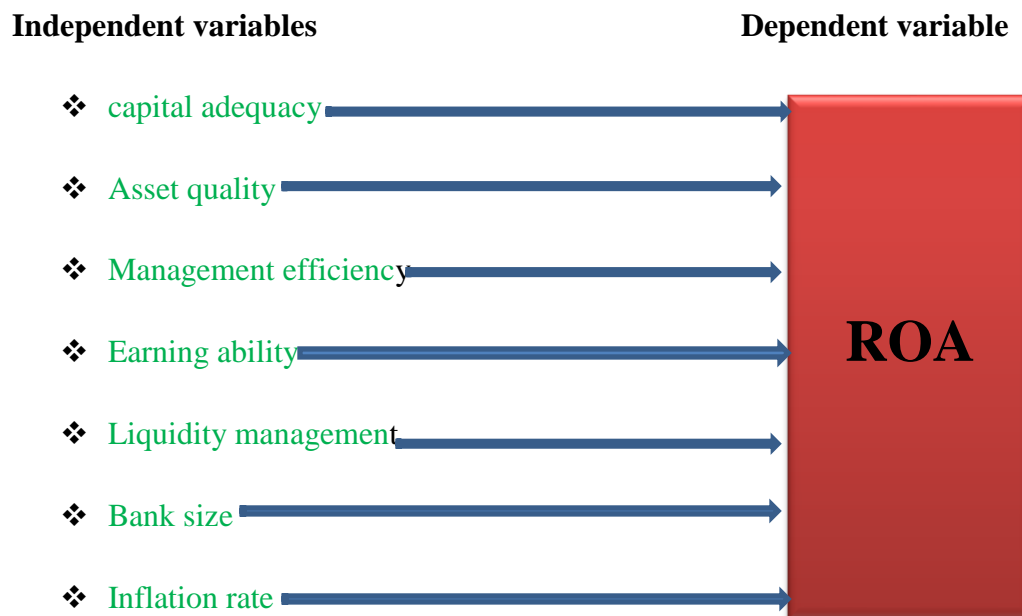 Independent variables Dependent variable
❖ capital adequacy
❖ Asset quality
❖ Management efficiency
❖ Earning ability
ROA
❖ Liquidity management
❖ Bank size
❖ Inflation rate